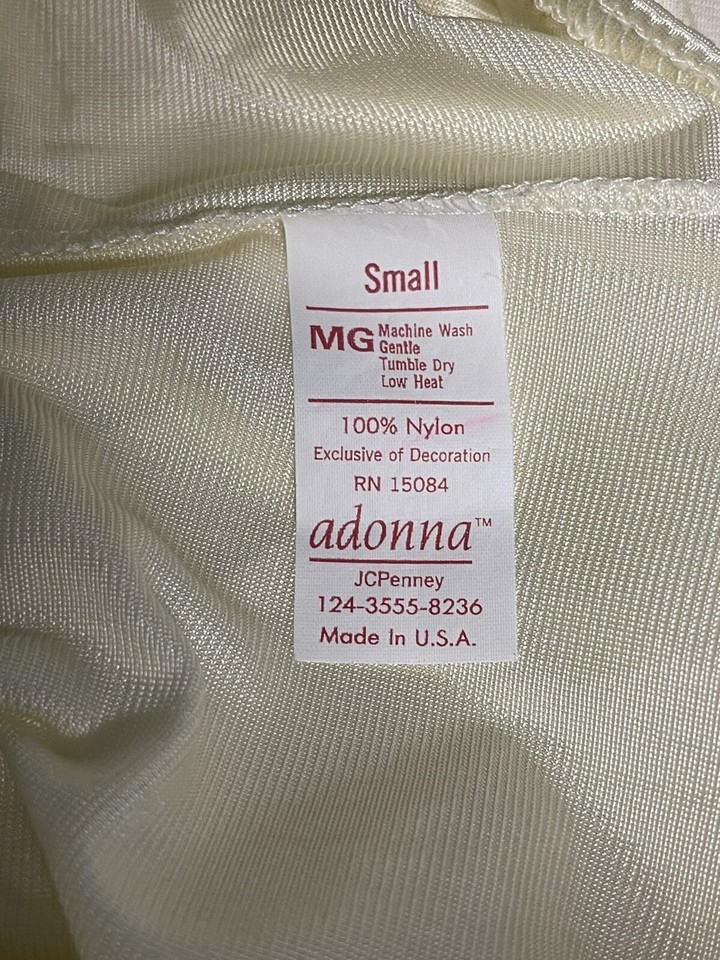 Small
MG Machine Wash
Gentle
Tumble Dry
Low Heat
100% Nylon
Exclusive of Decoration
RN 15084
adonna™
JCPenney
124-3555-8236
Made In U.S.A.